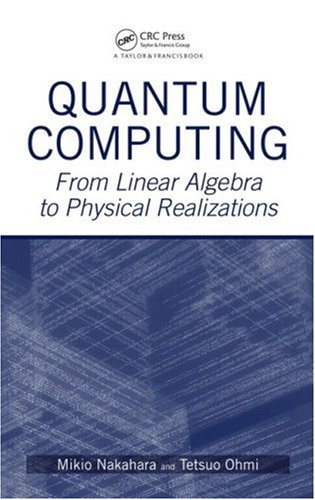 CRC
CRC Press
Taylor & Francis Group
A TAYLOR & FRANCIS BOOK
QUANTUM
COMPUTING
From Linear Algebra
to Physical Realizations
Mikio Nakahara and Tetsuo Ohmi